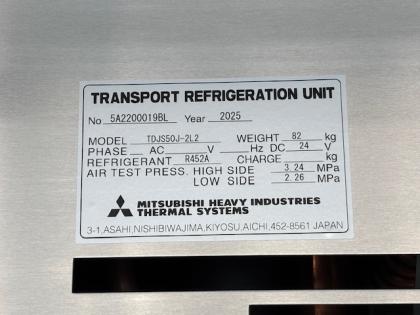 TRANSPORT REFRIGERATION UNIT
No 5A2200019BL Year 2025
MODEL TDJS50J-2L2 WEIGHT 82 kg
PHASE AC V Hz DC 24 V
REFRIGERANT R452A CHARGE kg
AIR TEST PRESS. HIGH SIDE 3.24 MPa
LOW SIDE 2.26 MPa
MITSUBISHI HEAVY INDUSTRIES
THERMAL SYSTEMS
3-1,ASAHI,NISHIBIWAJIMA,KIYOSU,AICHI,452-8561 JAPAN